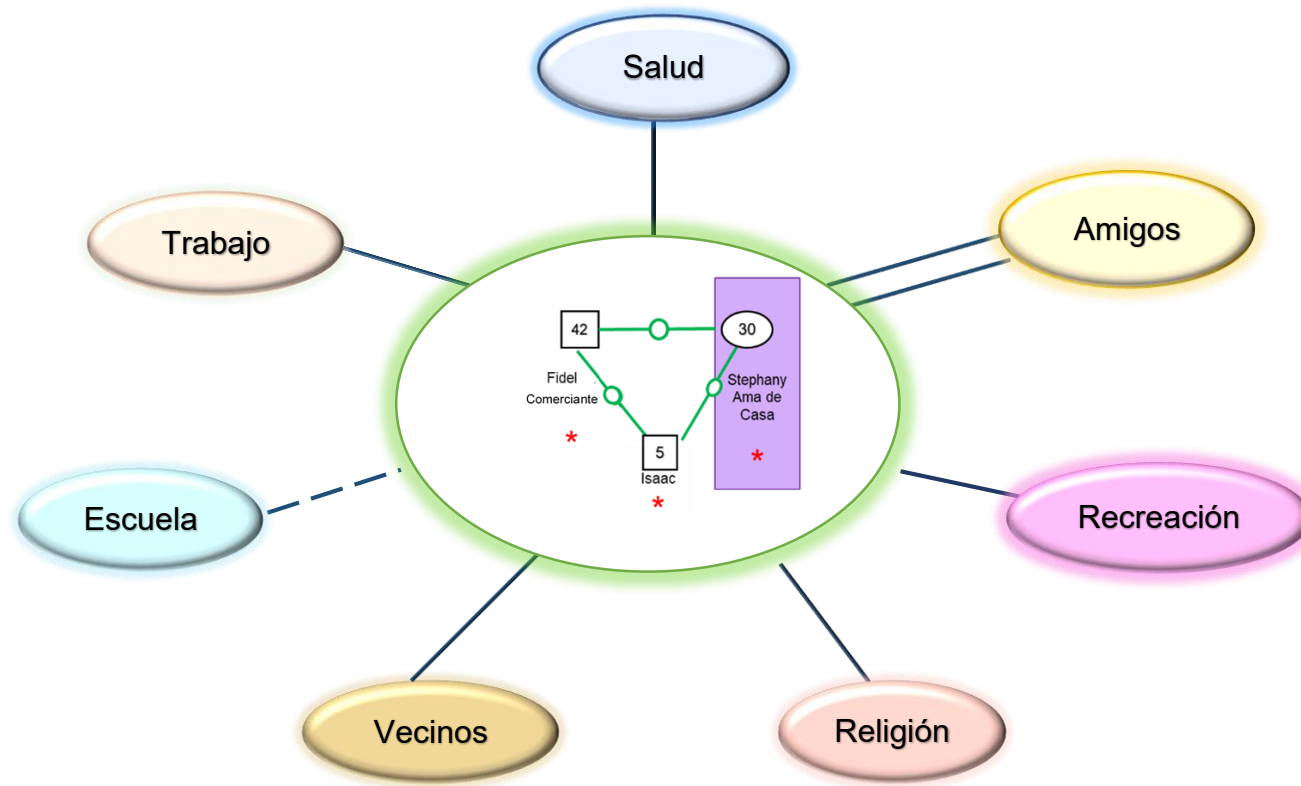 Salud
Amigos
Trabajo
42
30
Fidel
Comerciante
Stephany
Ama de
Casa
*
*
5
Isaac
*
Escuela
Recreación
Vecinos
Religión